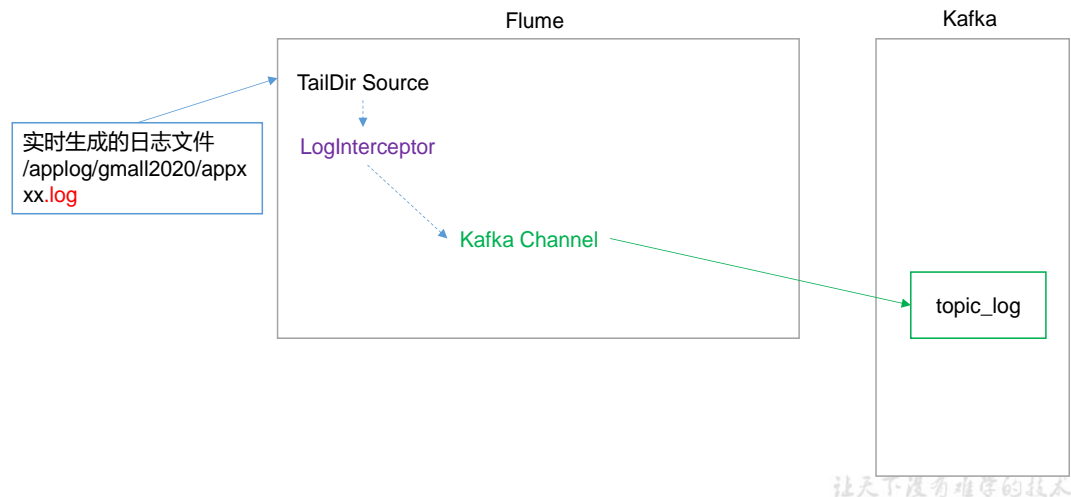 Flume
Kafka
TailDir Source
实时生成的日志文件
/applog/gmall2020/appx
xx.log
LogInterceptor
Kafka Channel
topic_log
让天下没有难学的技术